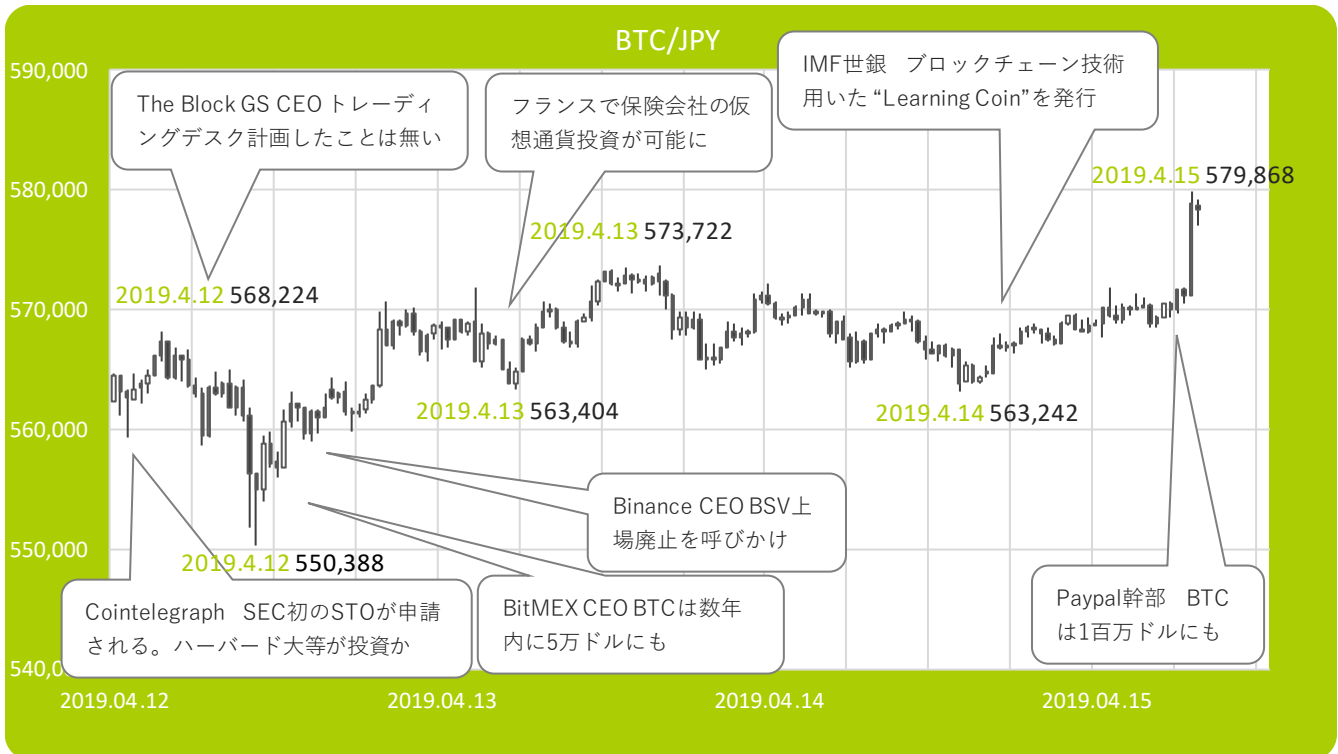 BTC/JPY
590,000
580,000
570,000
560,000
550,000
540,0
The Block GS CEO トレーディ
ングデスク計画したことは無い
フランスで保険会社の仮
想通貨投資が可能に
IMF世銀　ブロックチェーン技術
用いた “Learning Coin”を発行
2019.4.15 579,868
2019.4.13 573,722
2019.4.12 568,224
2019.4.13 563,404
2019.4.14 563,242
2019.4.12 550,388
Binance CEO BSV上
場廃止を呼びかけ
Cointelegraph　SEC初のSTOが申請
される。ハーバード大等が投資か
BitMEX CEO BTCは数年
内に5万ドルにも
Paypal幹部　BTC
は1百万ドルにも
2019.04.12
2019.04.13
2019.04.14
2019.04.15